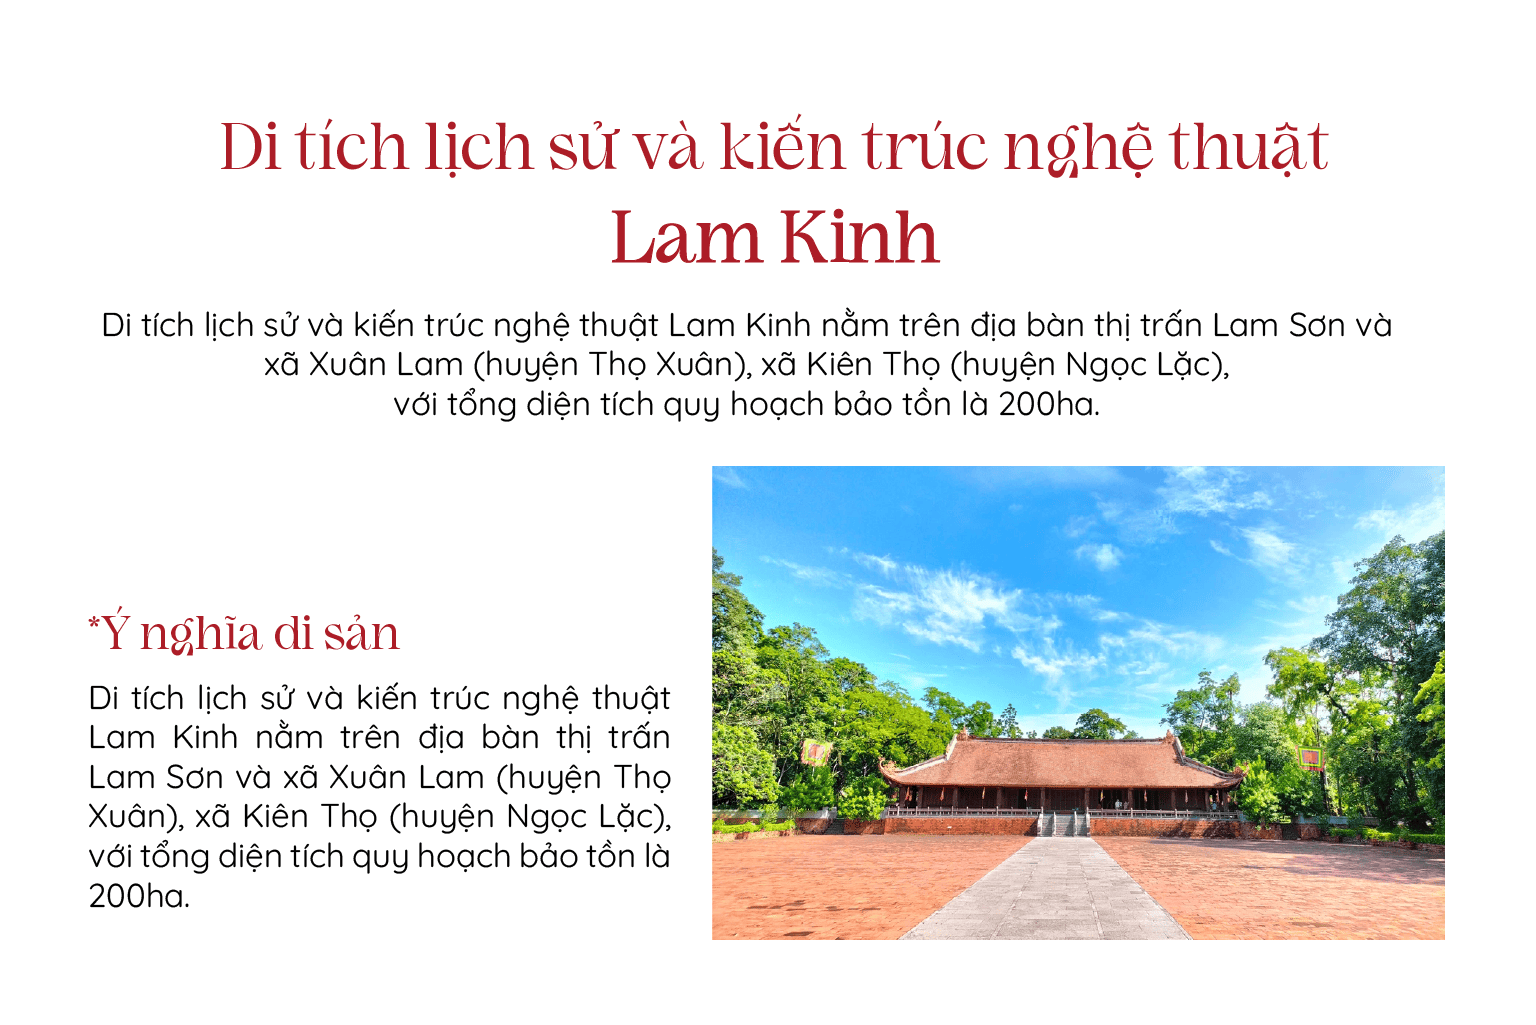 Di tích lịch sử và kiến trúc nghệ thuật
Lam Kinh
Di tích lịch sử và kiến trúc nghệ thuật Lam Kinh nằm trên địa bàn thị trấn Lam Sơn và
xã Xuân Lam (huyện Thọ Xuân), xã Kiên Thọ (huyện Ngọc Lặc),
với tổng diện tích quy hoạch bảo tồn là 200ha.
*Ý nghĩa di sản
Di tích lịch sử và kiến trúc nghệ thuật
Lam Kinh nằm trên địa bàn thị trấn
Lam Sơn và xã Xuân Lam (huyện Thọ
Xuân), xã Kiên Thọ (huyện Ngọc Lặc),
với tổng diện tích quy hoạch bảo tồn là
200ha.